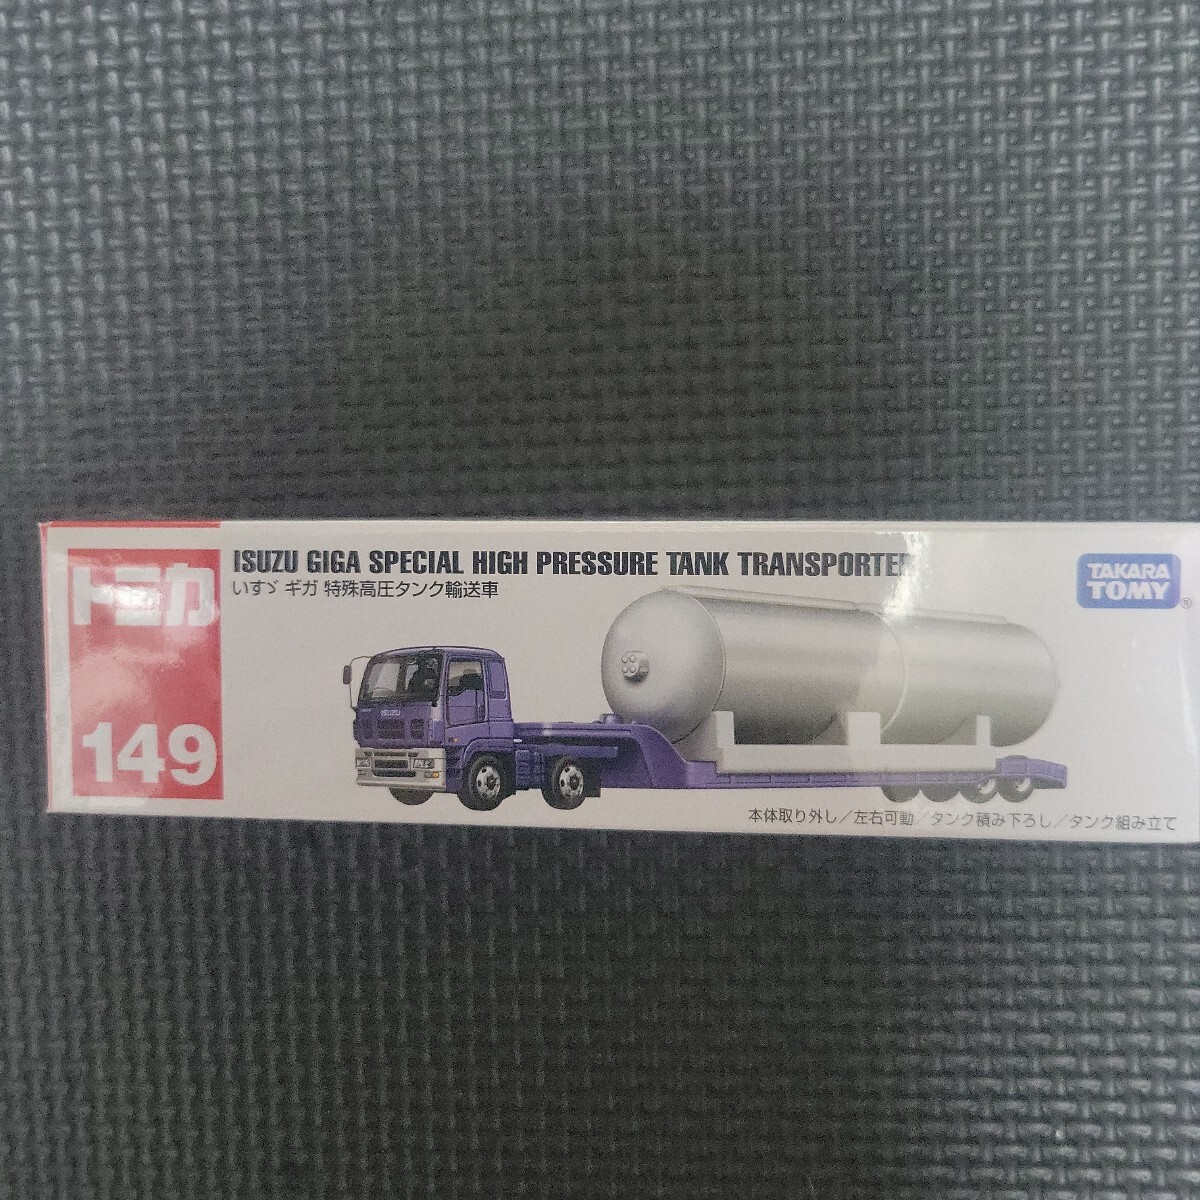 トミカ
149
ISUZU GIGA SPECIAL HIGH PRESSURE TANK TRANSPORTER
いすゞ ギガ 特殊高圧タンク輸送車
TAKARA
TOMY®
ISUZU
本体取り外し/左右可動/タンク積み下ろし/タンク組み立て